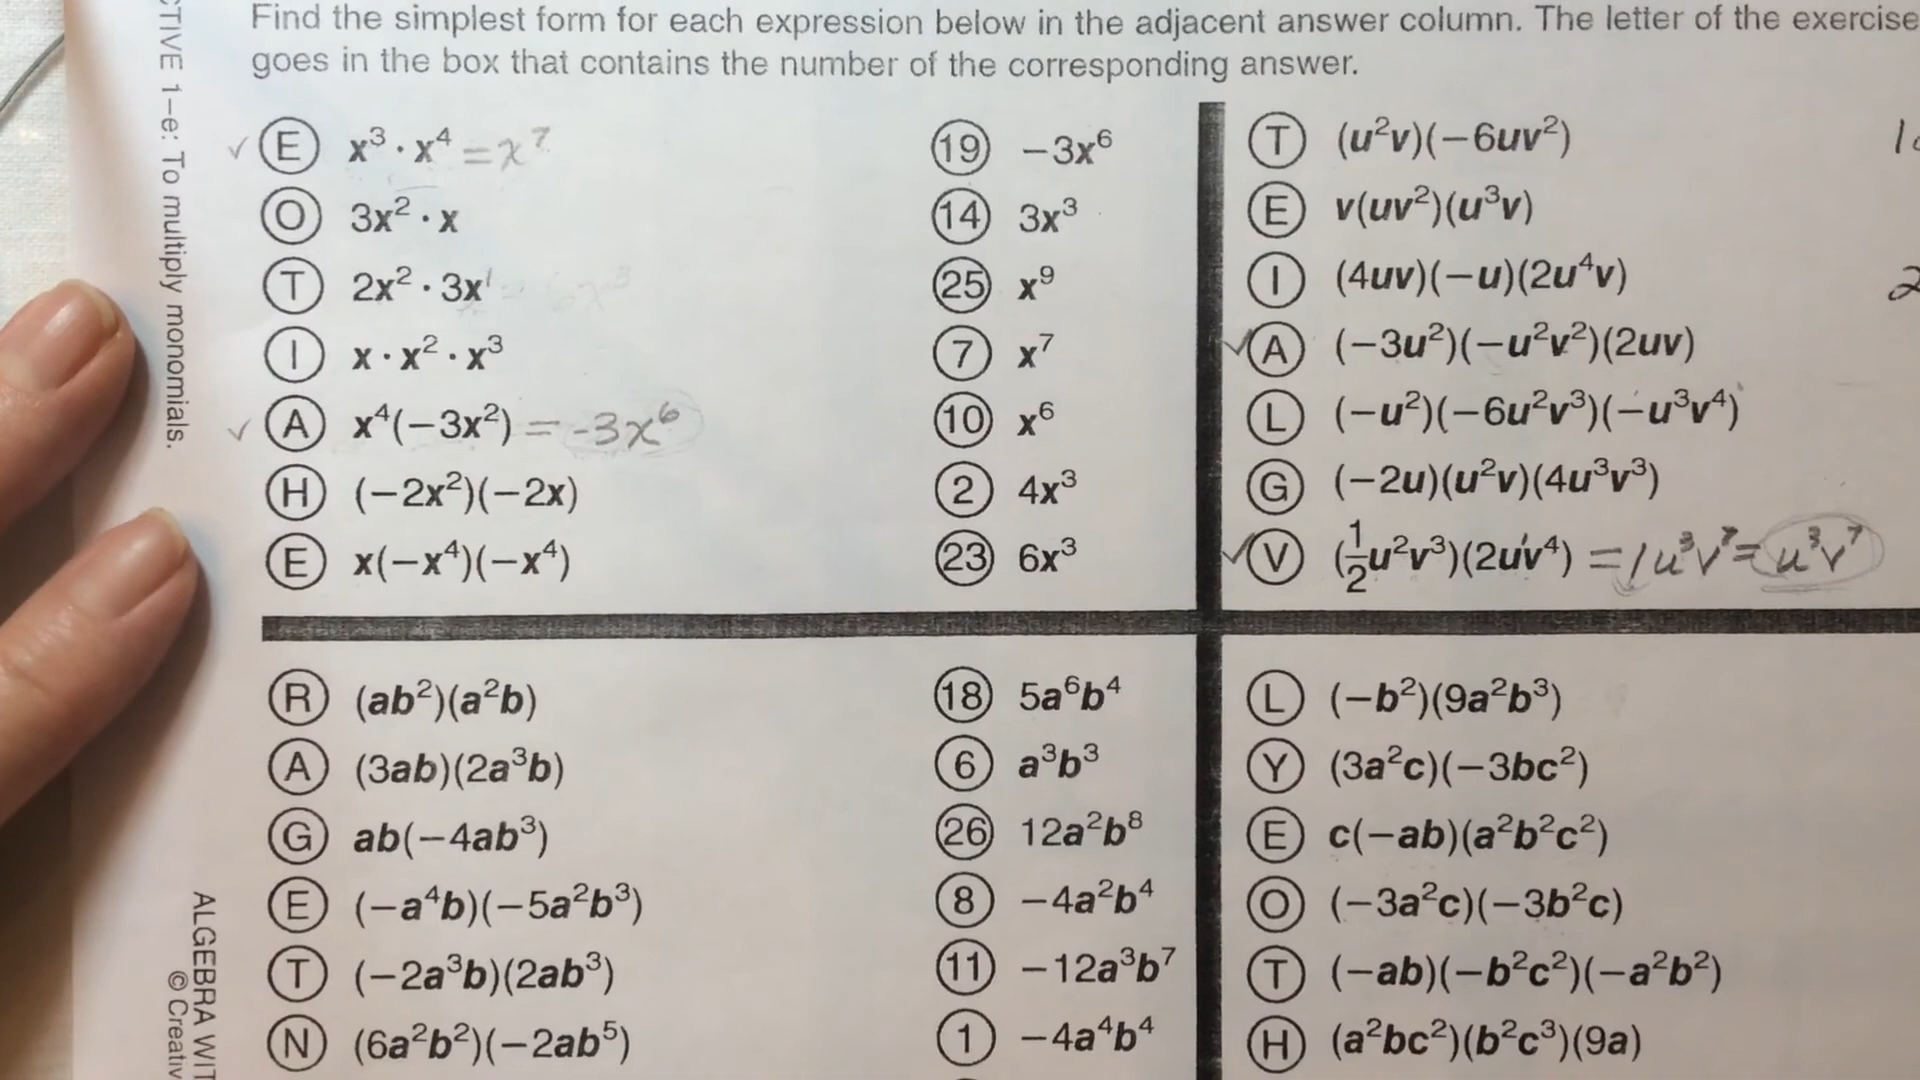 Find the simplest form for each expression below in the adjacent answer column. The letter of the exercise
goes in the box that contains the number of the corresponding answer.
E x³ · x⁴ = x⁷
O 3x² · x
T 2x² · 3x¹
I x · x² · x³
A x⁴(−3x²) = -3x⁶
H (−2x²)(−2x)
E x(−x⁴)(−x⁴)
19 −3x⁶
14 3x³
25 x⁹
7 x⁷
10 x⁶
2 4x³
23 6x³
T (u²v)(−6uv²)
E v(uv²)(u³v)
I (4uv)(−u)(2u⁴v)
A (−3u²)(−u²v²)(2uv)
L (−u²)(−6u²v³)(−u³v⁴)
G (−2u)(u²v)(4u³v³)
V (1/2u²v³)(2uv⁴) = 1u³v⁷ = u³v⁷
R (ab²)(a²b)
A (3ab)(2a³b)
G ab(−4ab³)
E (−a⁴b)(−5a²b³)
T (−2a³b)(2ab³)
N (6a²b²)(−2ab⁵)
18 5a⁶b⁴
6 a³b³
26 12a²b⁸
8 −4a²b⁴
11 −12a³b⁷
1 −4a⁴b⁴
L (−b²)(9a²b³)
Y (3a²c)(−3bc²)
E c(−ab)(a²b²c²)
O (−3a²c)(−3b²c)
T (−ab)(−b²c²)(−a²b²)
H (a²bc²)(b²c³)(9a)
CTIVE 1–e: To multiply monomials.
ALGEBRA WIT
© Creativ